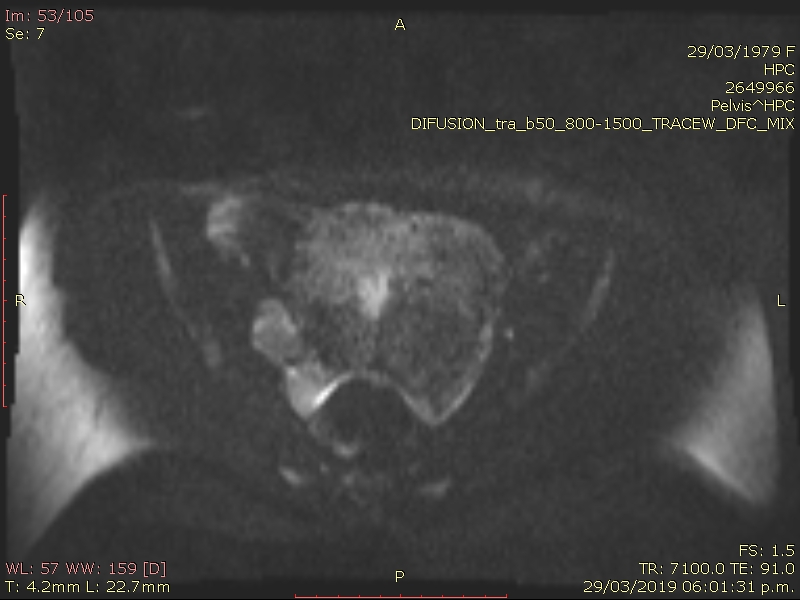 Im: 53/105
Se: 7
A
29/03/1979 F
HPC
2649966
Pelvis^HPC
DIFUSION_tra_b50_800-1500_TRACEW_DFC_MIX
R
L
WL: 57 WW: 159 [D]
T: 4.2mm L: 22.7mm
P
FS: 1.5
TR: 7100.0 TE: 91.0
29/03/2019 06:01:31 p.m.